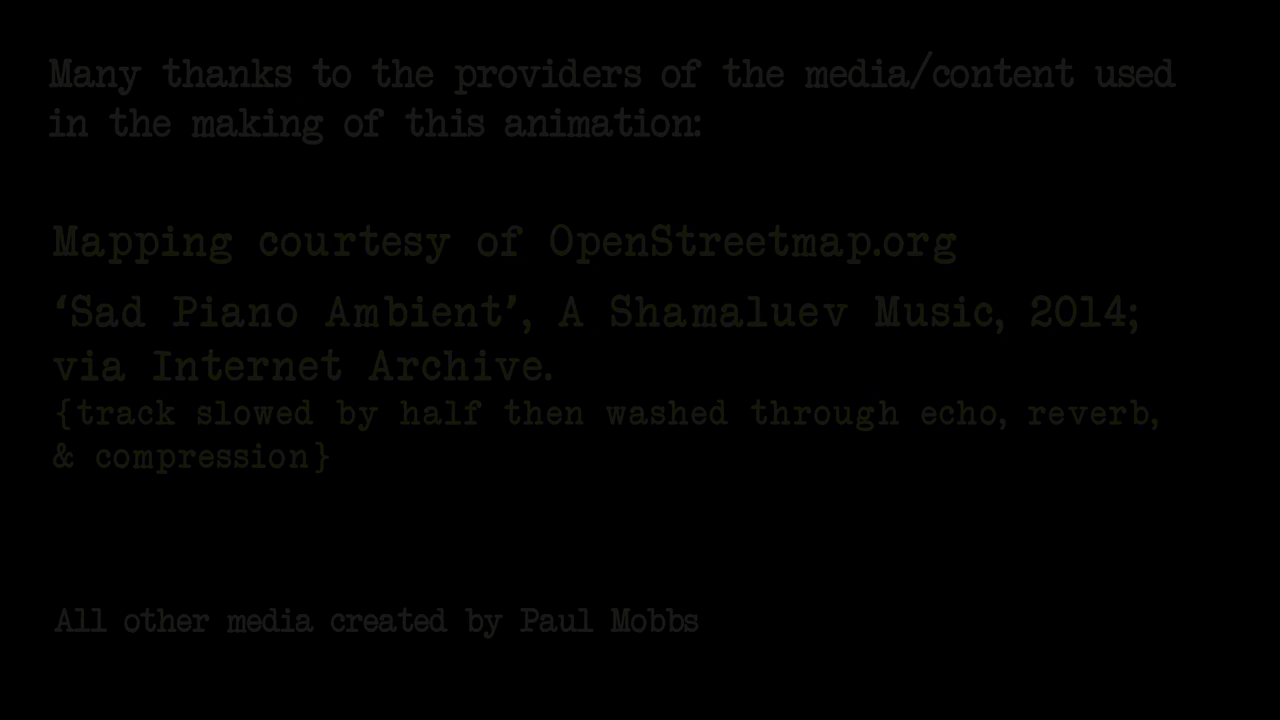 Many thanks to the providers of the media/content used
in the making of this animation:
Mapping courtesy of OpenStreetmap.org
‘Sad Piano Ambient’, A Shamaluev Music, 2014;
via Internet Archive.
{track slowed by half then washed through echo, reverb,
& compression}
All other media created by Paul Mobbs